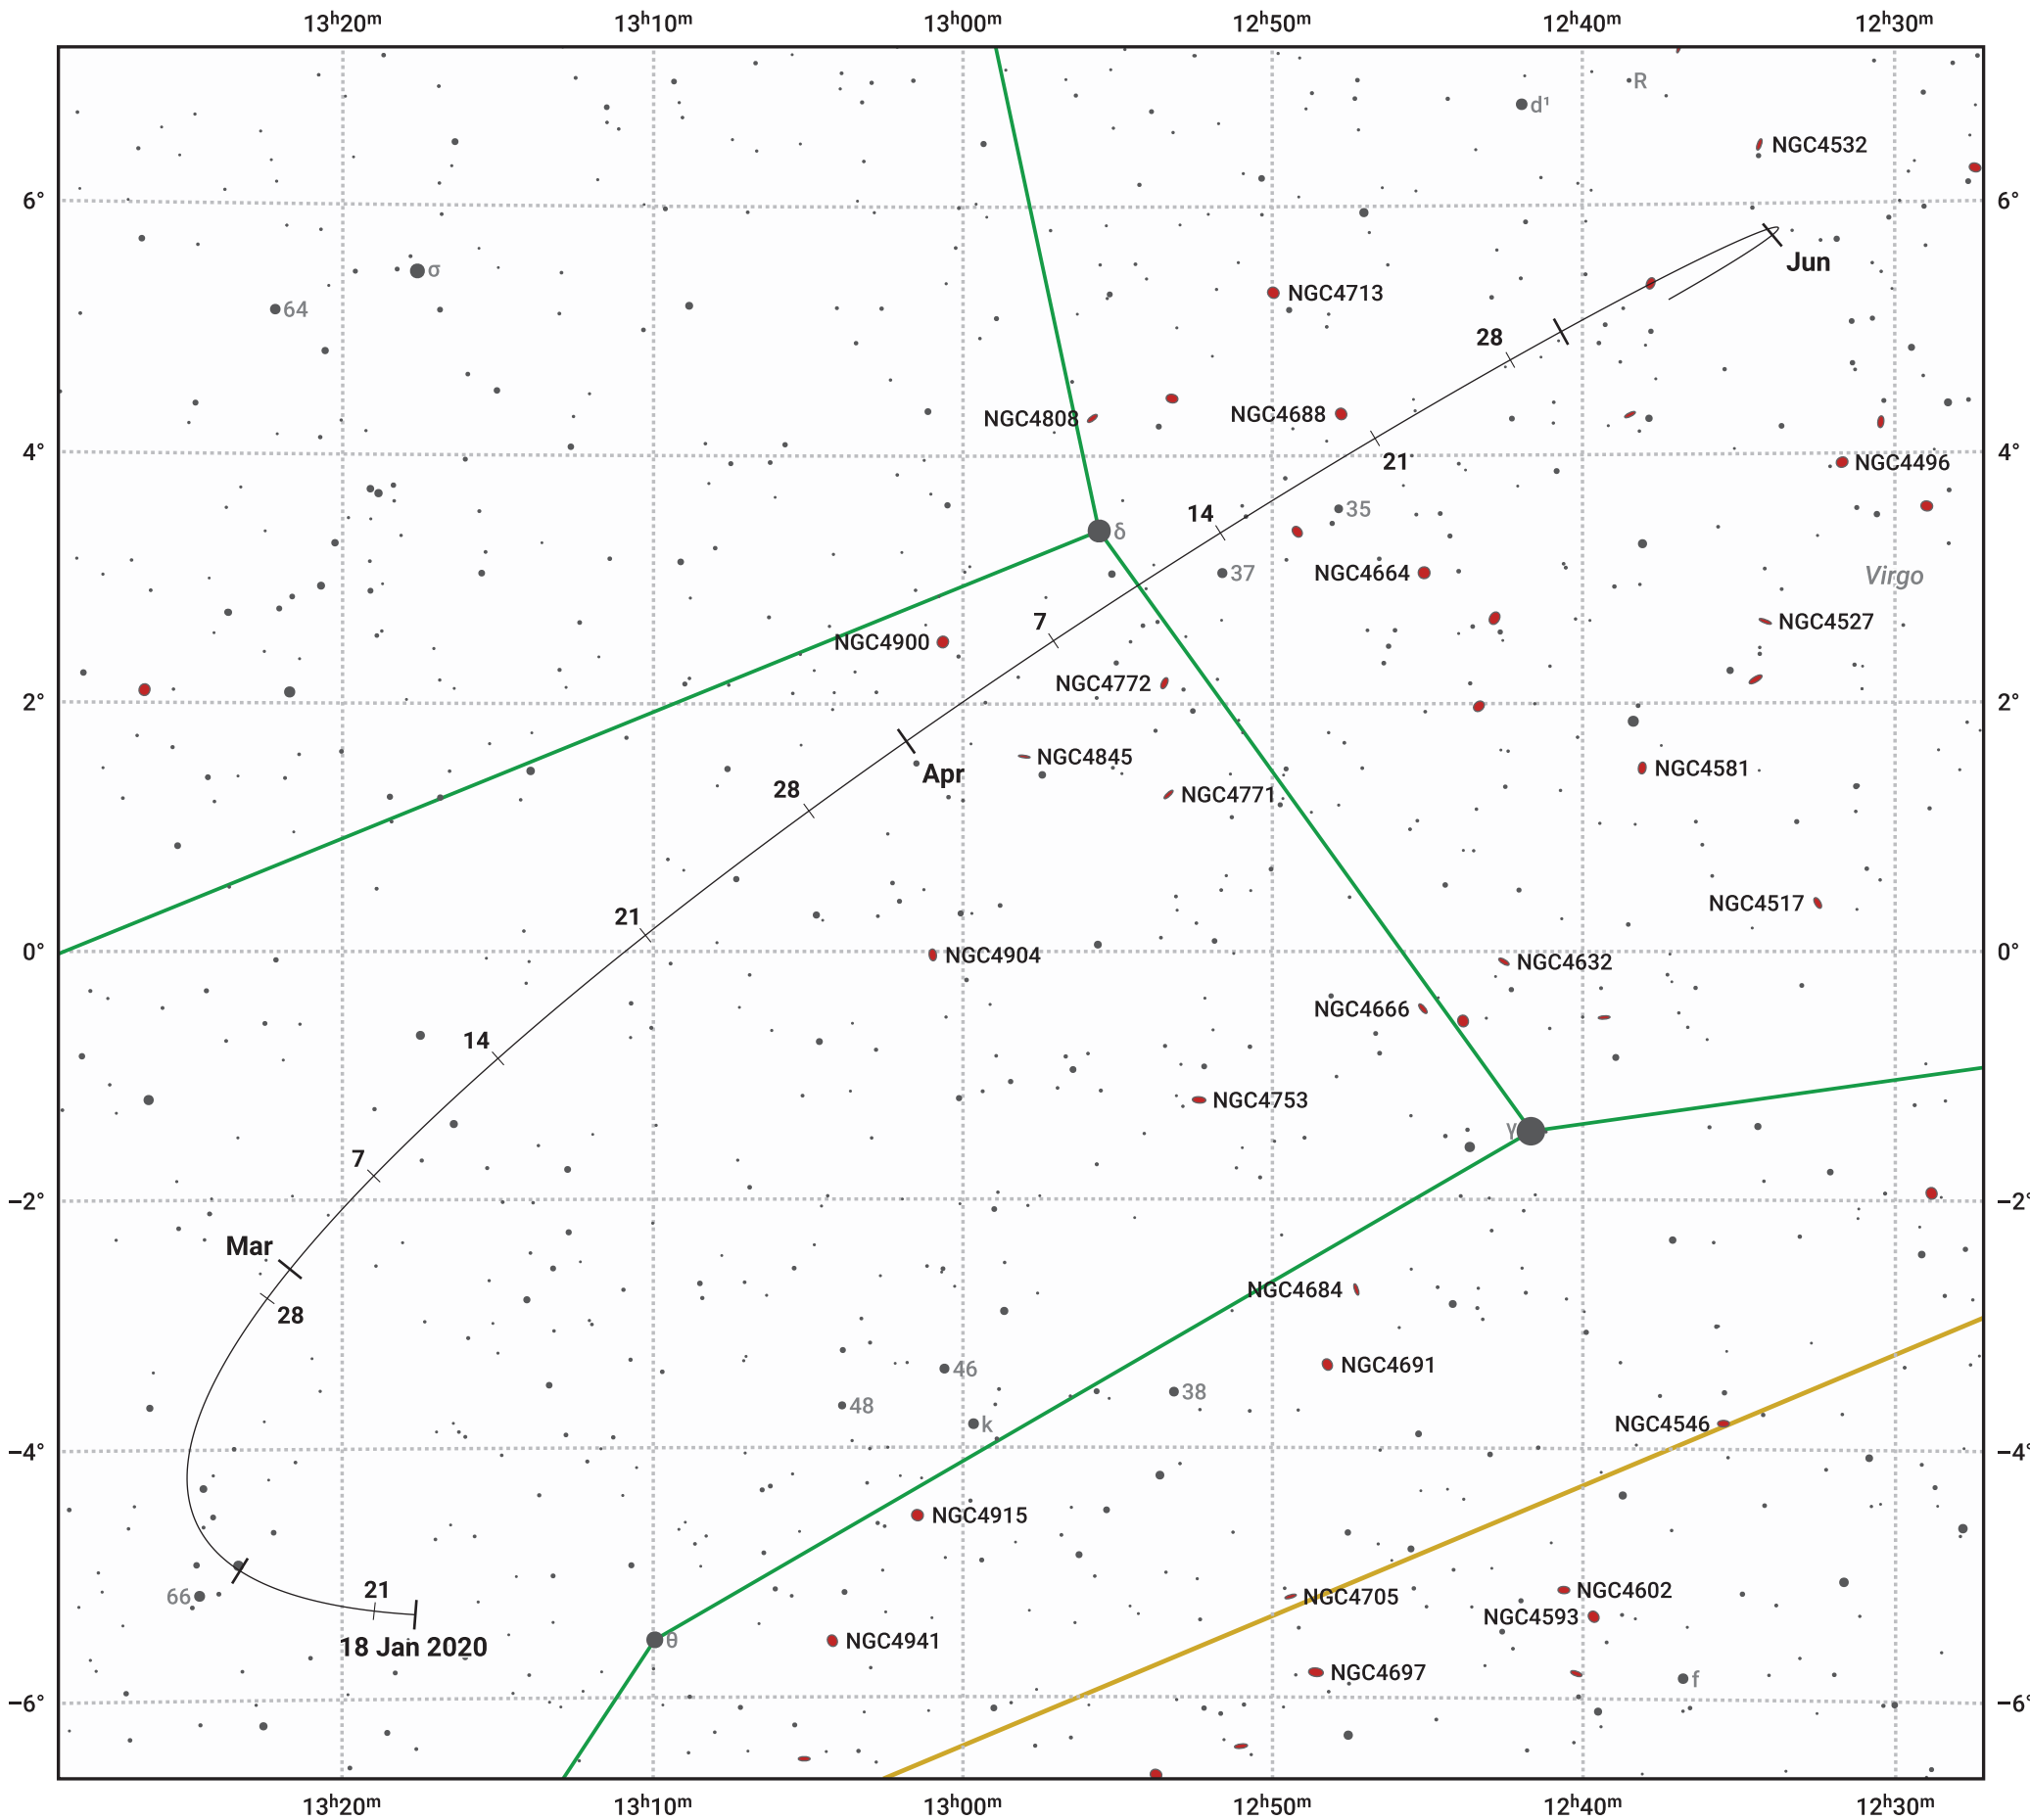 13ʰ20ᵐ 13ʰ10ᵐ 13ʰ00ᵐ 12ʰ50ᵐ 12ʰ40ᵐ 12ʰ30ᵐ
R
d¹
NGC4532
6° 6°
Jun
σ
NGC4713
64
28
NGC4808 NGC4688
4° 21 4°
NGC4496
14 35
δ
37 NGC4664 Virgo
7 NGC4527
NGC4900
NGC4772
2° 2°
NGC4845
Apr NGC4581
28 NGC4771
21 NGC4517
0° NGC4904 NGC4632 0°
NGC4666
14
NGC4753
γ
7
−2° −2°
Mar
NGC4684
28
46 NGC4691
38
48
k NGC4546
−4° −4°
NGC4915
21 NGC4602
66 NGC4705
NGC4593
18 Jan 2020 θ NGC4941
NGC4697 f
−6° −6°
13ʰ20ᵐ 13ʰ10ᵐ 13ʰ00ᵐ 12ʰ50ᵐ 12ʰ40ᵐ 12ʰ30ᵐ